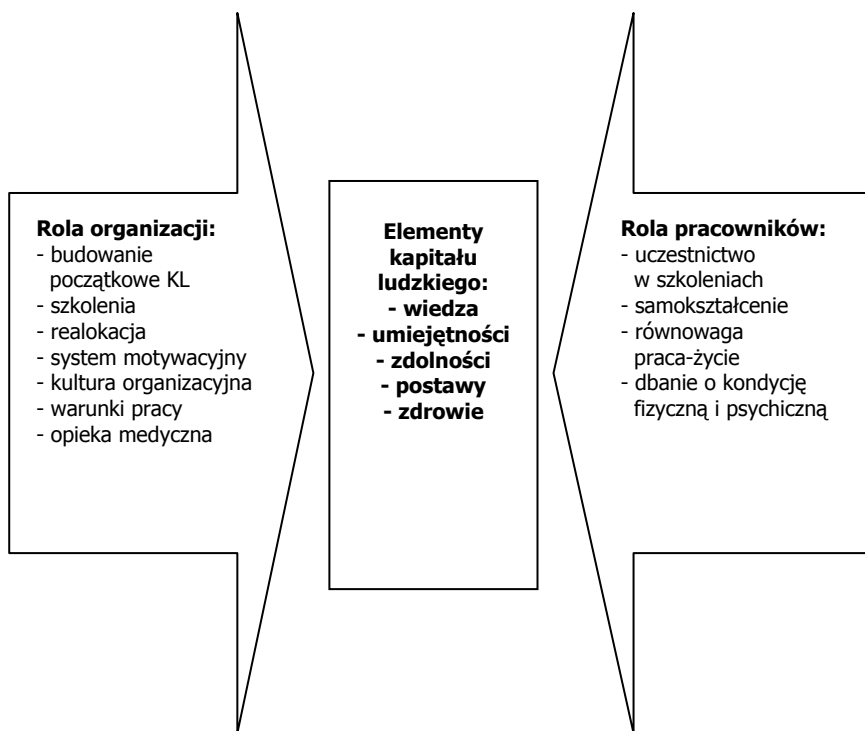 Rola organizacji:
- budowanie
początkowe KL
- szkolenia
- realokacja
- system motywacyjny
- kultura organizacyjna
- warunki pracy
- opieka medyczna
Elementy
kapitału
ludzkiego:
- wiedza
- umiejętności
- zdolności
- postawy
- zdrowie
Rola pracowników:
- uczestnictwo
w szkoleniach
- samokształcenie
- równowaga
praca-życie
- dbanie o kondycję
fizyczną i psychiczną